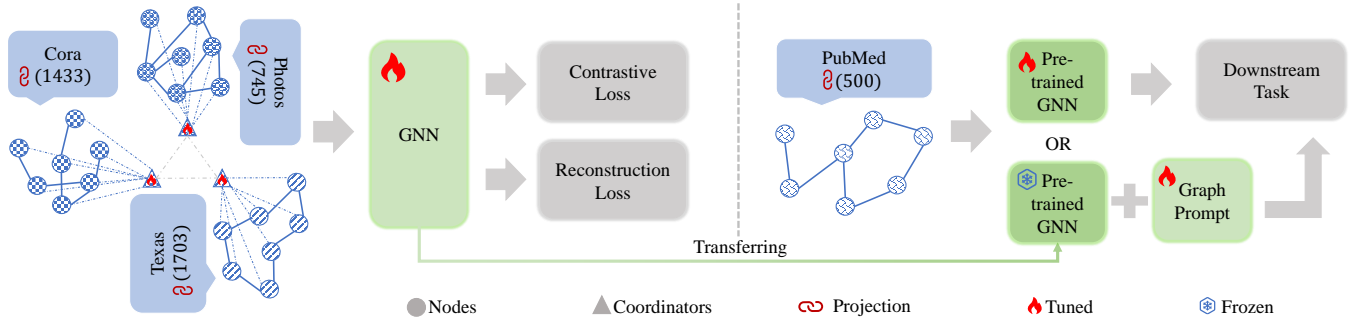 Cora
(1433)
Photos
(745)
Texas
(1703)
GNN
Contrastive
Loss
Reconstruction
Loss
PubMed
(500)
Pre-
trained
GNN
OR
Pre-
trained
GNN
Graph
Prompt
Downstream
Task
Transferring
Nodes
Coordinators
Projection
Tuned
Frozen